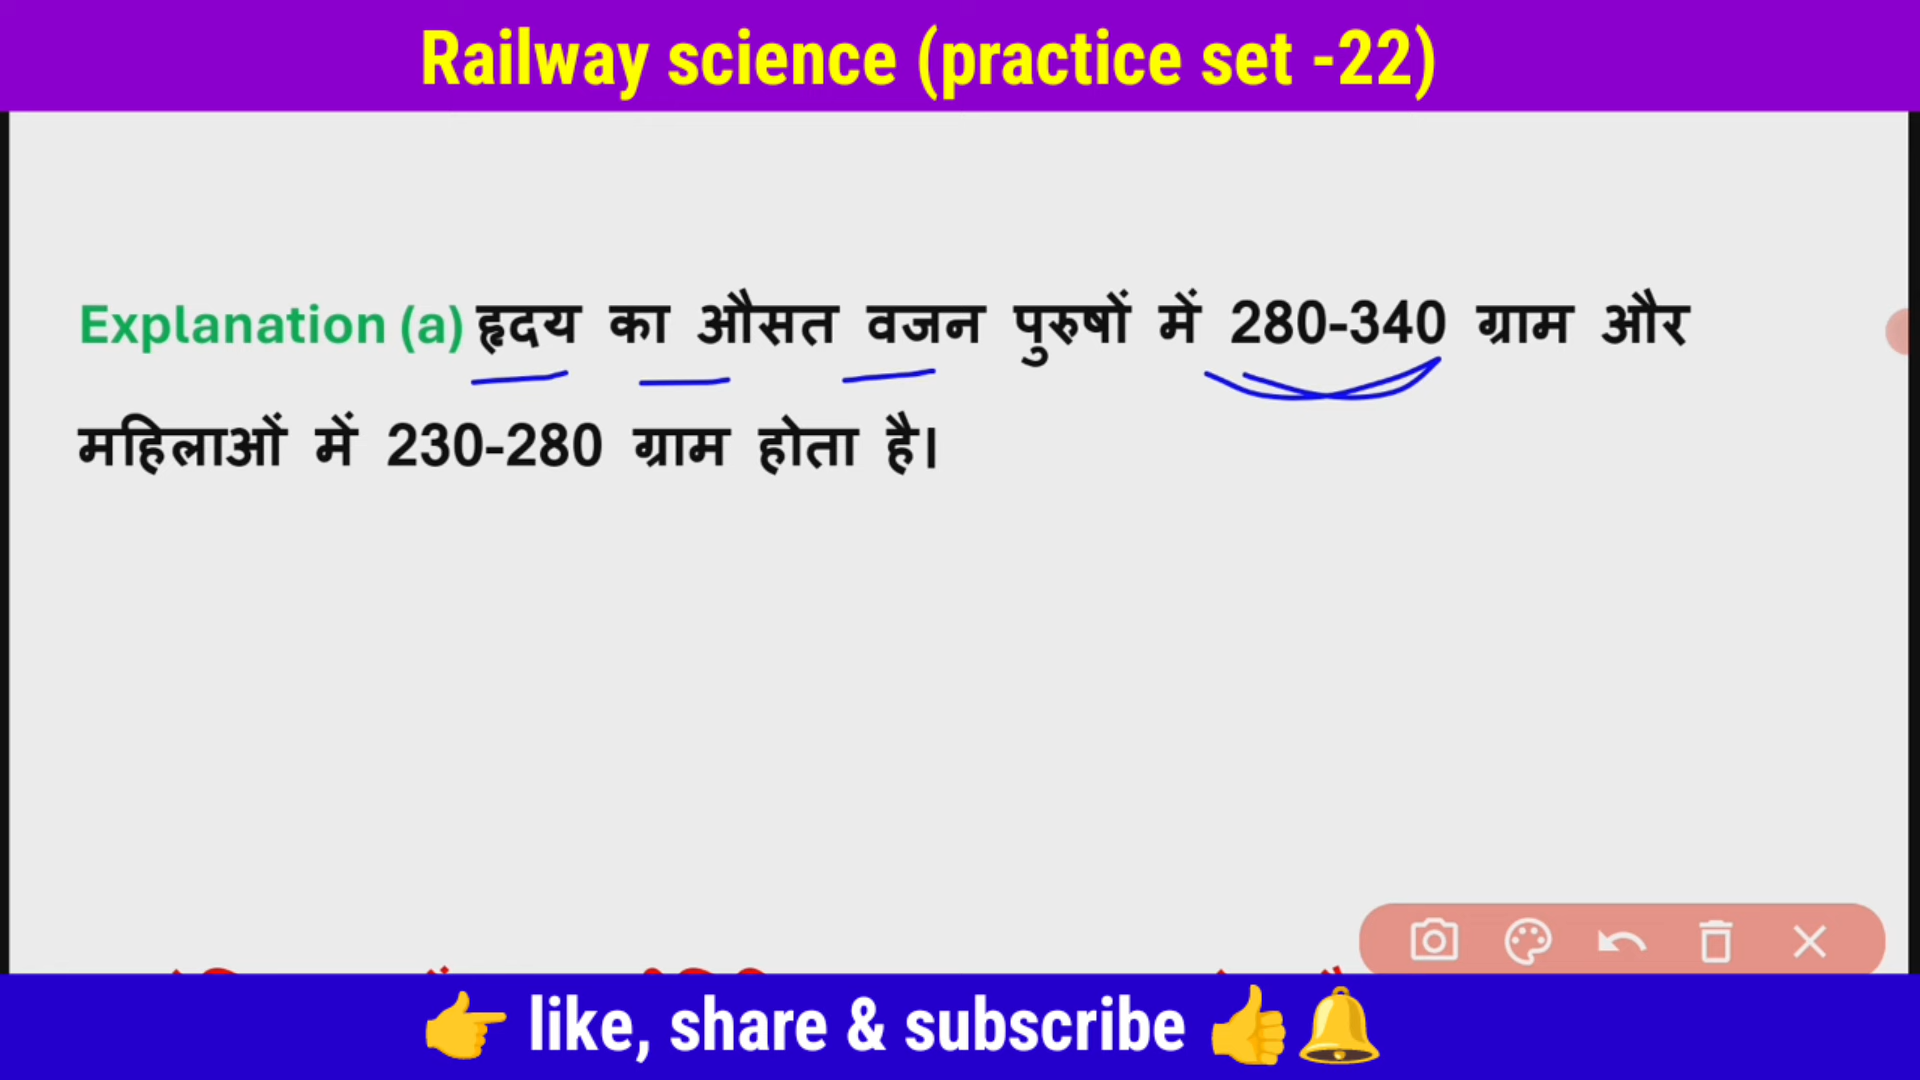 Railway science (practice set -22)
Explanation (a) हृदय का औसत वजन पुरुषों में 280-340 ग्राम और
महिलाओं में 230-280 ग्राम होता है।
👉 like, share & subscribe 👍🔔